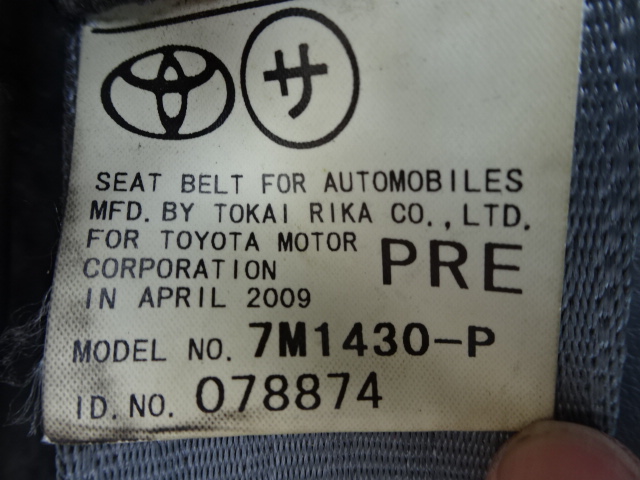 サ
SEAT BELT FOR AUTOMOBILES
MFD. BY TOKAI RIKA CO., LTD.
FOR TOYOTA MOTOR
CORPORATION PRE
IN APRIL 2009
MODEL NO. 7M1430-P
ID. NO. 078874